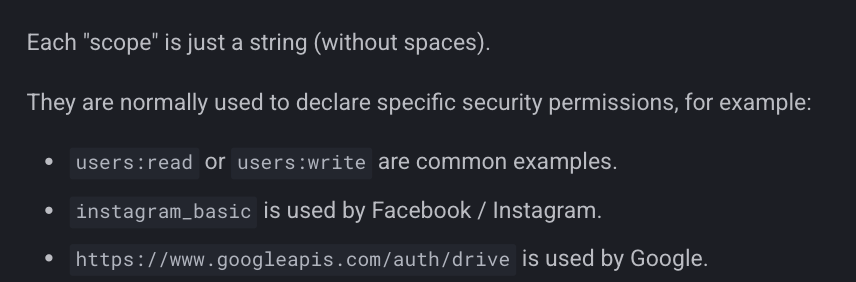 Each "scope" is just a string (without spaces).
They are normally used to declare specific security permissions, for example:
• users:read or users:write are common examples.
• instagram_basic is used by Facebook / Instagram.
• https://www.googleapis.com/auth/drive is used by Google.